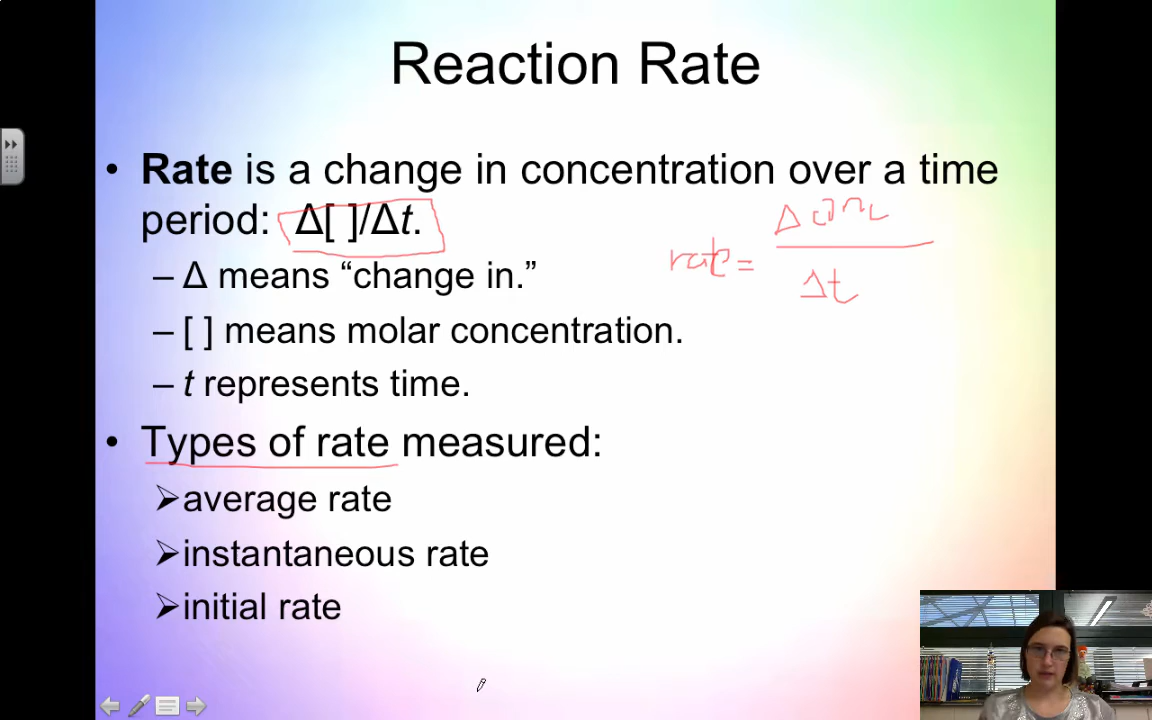 Reaction Rate
• Rate is a change in concentration over a time
period: Δ[ ]/Δt.
Δ conc
rate =
Δt
– Δ means “change in.”
– [ ] means molar concentration.
– t represents time.
• Types of rate measured:
➢average rate
➢instantaneous rate
➢initial rate